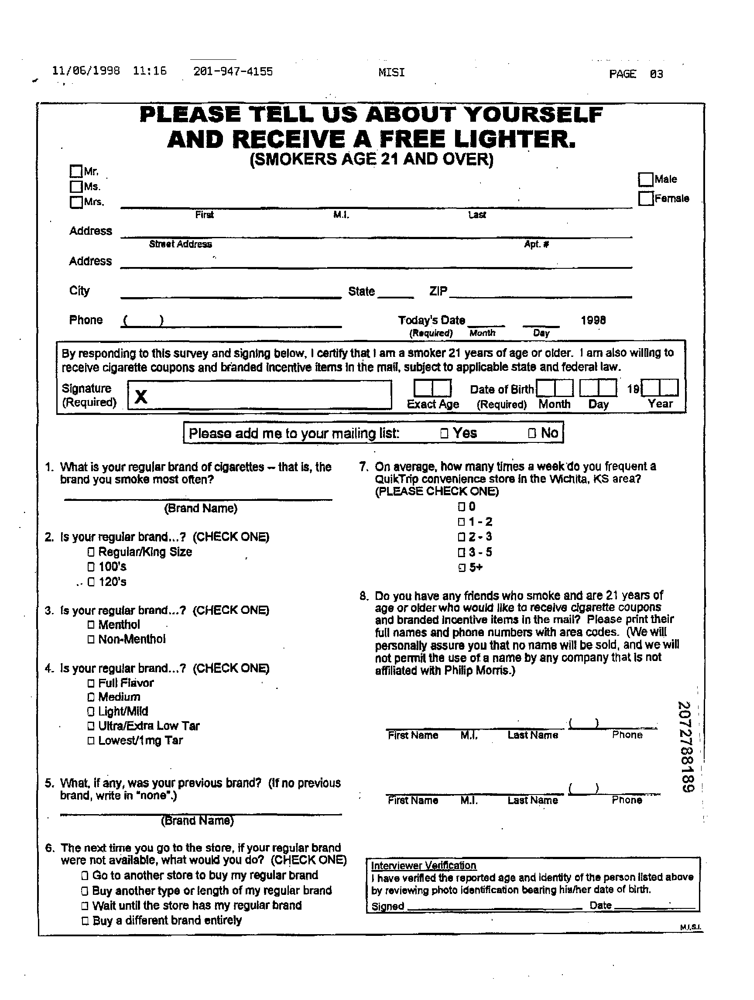 11/06/1998 11:16 201-947-4155 MISI PAGE 03
PLEASE TELL US ABOUT YOURSELF
AND RECEIVE A FREE LIGHTER.
(SMOKERS AGE 21 AND OVER)
Mr.
Ms.
Mrs.
Male
Female
First M.I. Last
Address
Street Address Apt. #
Address
City State ZIP
Phone ( ) Today's Date 1998
(Required) Month Day
By responding to this survey and signing below, I certify that I am a smoker 21 years of age or older. I am also willing to
receive cigarette coupons and branded incentive items in the mail, subject to applicable state and federal law.
Signature X Date of Birth 19
(Required) Exact Age (Required) Month Day Year
Please add me to your mailing list: Yes No
1. What is your regular brand of cigarettes -- that is, the
brand you smoke most often?
(Brand Name)
2. Is your regular brand...? (CHECK ONE)
Regular/King Size
100's
120's
3. Is your regular brand...? (CHECK ONE)
Menthol
Non-Menthol
4. Is your regular brand...? (CHECK ONE)
Full Flavor
Medium
Light/Mild
Ultra/Extra Low Tar
Lowest/1mg Tar
5. What, if any, was your previous brand? (If no previous
brand, write in "none".)
(Brand Name)
6. The next time you go to the store, if your regular brand
were not available, what would you do? (CHECK ONE)
Go to another store to buy my regular brand
Buy another type or length of my regular brand
Wait until the store has my regular brand
Buy a different brand entirely
7. On average, how many times a week do you frequent a
QuikTrip convenience store in the Wichita, KS area?
(PLEASE CHECK ONE)
0
1 - 2
2 - 3
3 - 5
5+
8. Do you have any friends who smoke and are 21 years of
age or older who would like to receive cigarette coupons
and branded incentive items in the mail? Please print their
full names and phone numbers with area codes. (We will
personally assure you that no name will be sold, and we will
not permit the use of a name by any company that is not
affiliated with Philip Morris.)
( )
First Name M.I. Last Name Phone
( )
First Name M.I. Last Name Phone
Interviewer Verification
I have verified the reported age and identity of the person listed above
by reviewing photo identification bearing his/her date of birth.
Signed Date
M.I.S.I.
2072788189